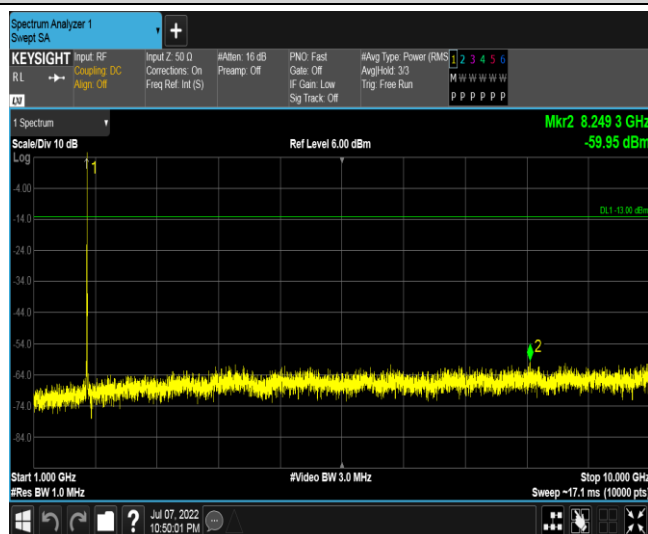 Spectrum Analyzer 1
Swept SA
KEYSIGHT
RL
LXI
Input: RF
Coupling: DC
Align: Off
Input Z: 50 Ω
Corrections: On
Freq Ref: Int (S)
#Atten: 16 dB
Preamp: Off
PNO: Fast
Gate: Off
IF Gain: Low
Sig Track: Off
#Avg Type: Power (RMS
Avg|Hold: 3/3
Trig: Free Run
1 2 3 4 5 6
M W W W W W
P P P P P P
1 Spectrum
Scale/Div 10 dB
Ref Level 6.00 dBm
Mkr2 8.249 3 GHz
-59.95 dBm
Log
1
-4.00
DL1 -13.00 dBm
-14.0
-24.0
-34.0
-44.0
-54.0
2
-64.0
-74.0
-84.0
Start 1.000 GHz
#Video BW 3.0 MHz
Stop 10.000 GHz
#Res BW 1.0 MHz
Sweep ~17.1 ms (10000 pts)
?
Jul 07, 2022
10:50:01 PM